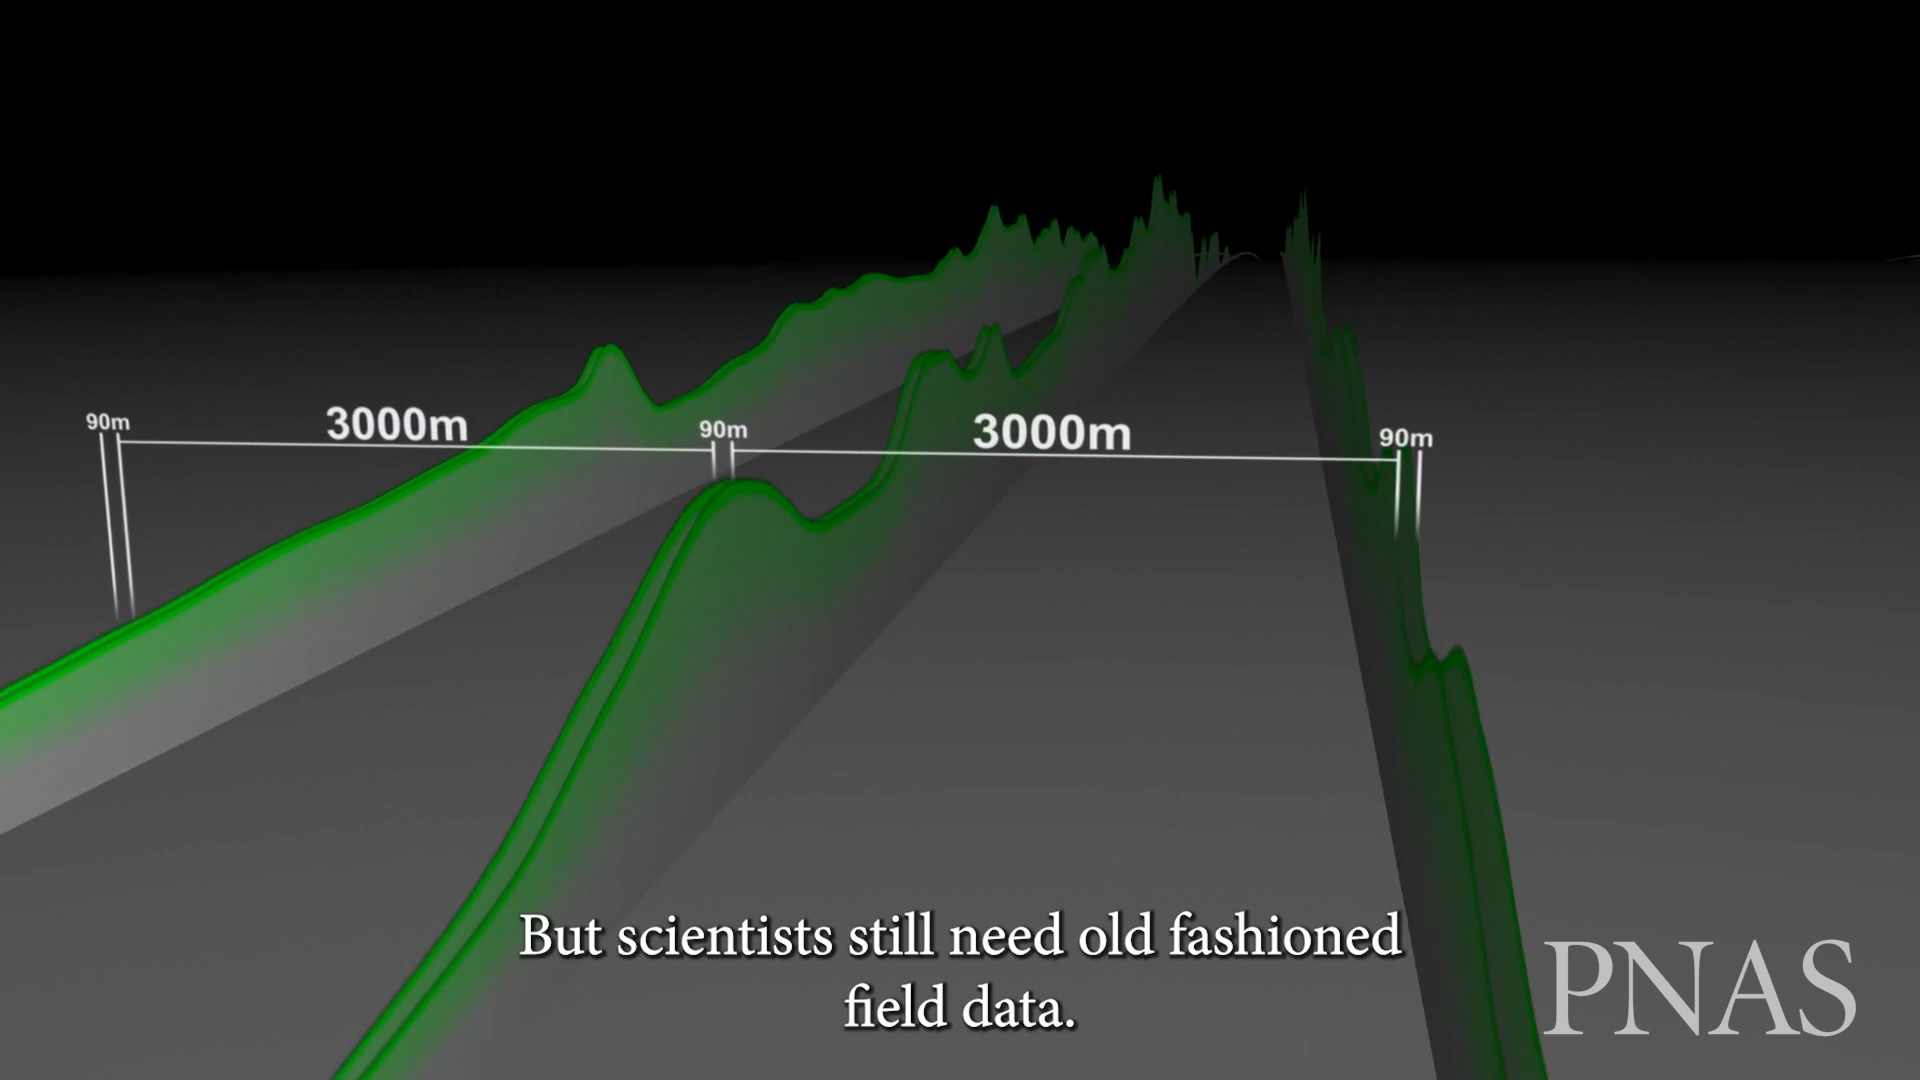 90m
3000m
90m
3000m
90m
But scientists still need old fashioned
field data.
PNAS